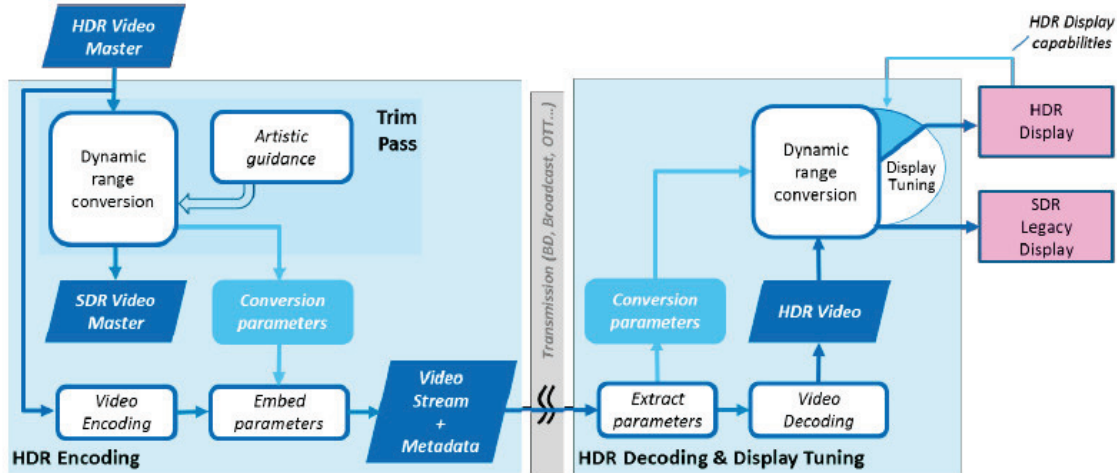 HDR Video
Master
HDR Display
capabilities
Trim
Pass
Dynamic
range
conversion
Artistic
guidance
SDR Video
Master
Conversion
parameters
Video
Encoding
Embed
parameters
Video
Stream
+
Metadata
HDR Encoding
Transmission (BD, Broadcast, OTT...)
Dynamic
range
conversion
Display
Tuning
HDR
Display
SDR
Legacy
Display
Conversion
parameters
HDR Video
Extract
parameters
Video
Decoding
HDR Decoding & Display Tuning